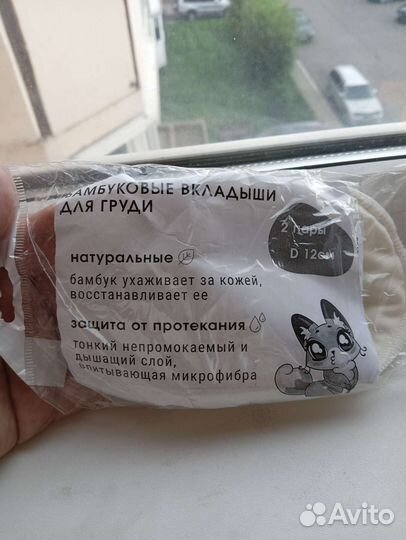 БАМБУКОВЫЕ ВКЛАДЫШИ
ДЛЯ ГРУДИ
2 пары
D 12см
натуральные
бамбук ухаживает за кожей,
восстанавливает ее
защита от протекания
тонкий непромокаемый и
дышащий слой,
впитывающая микрофибра
Avito